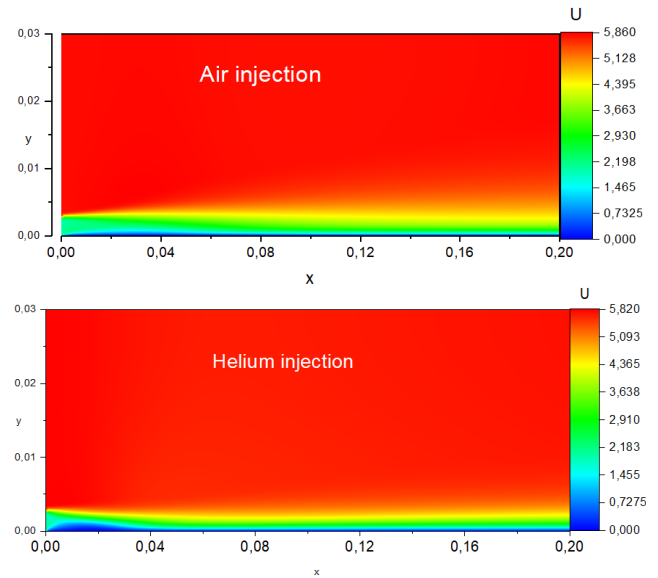 U
0,03
5,860
Air injection
5,128
0,02
4,395
3,663
y
2,930
0,01
2,198
1,465
0,7325
0,00
0,000
0,00 0,04 0,08 0,12 0,16 0,20
x
U
0,03
5,820
Helium injection
5,093
0,02
4,365
3,638
y
2,910
0,01
2,183
1,455
0,7275
0,00
0,000
0,00 0,04 0,08 0,12 0,16 0,20
x